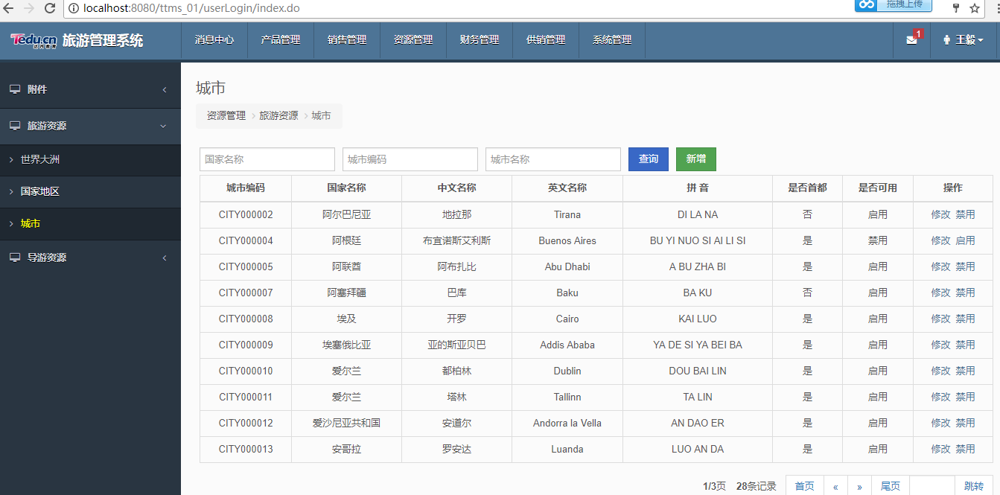 localhost:8080/ttms_01/userLogin/index.do
拖拽上传
Tedu.cn 旅游管理系统 消息中心 产品管理 销售管理 资源管理 财务管理 供销管理 系统管理 1 王毅
附件
旅游资源
世界大洲
国家地区
城市
导游资源
城市
资源管理 > 旅游资源 > 城市
国家名称 城市编码 城市名称 查询 新增
城市编码 国家名称 中文名称 英文名称 拼 音 是否首都 是否可用 操作
CITY000002 阿尔巴尼亚 地拉那 Tirana DI LA NA 否 启用 修改 禁用
CITY000004 阿根廷 布宜诺斯艾利斯 Buenos Aires BU YI NUO SI AI LI SI 是 禁用 修改 启用
CITY000005 阿联酋 阿布扎比 Abu Dhabi A BU ZHA BI 是 启用 修改 禁用
CITY000007 阿塞拜疆 巴库 Baku BA KU 否 启用 修改 禁用
CITY000008 埃及 开罗 Cairo KAI LUO 是 启用 修改 禁用
CITY000009 埃塞俄比亚 亚的斯亚贝巴 Addis Ababa YA DE SI YA BEI BA 是 启用 修改 禁用
CITY000010 爱尔兰 都柏林 Dublin DOU BAI LIN 是 启用 修改 禁用
CITY000011 爱尔兰 塔林 Tallinn TA LIN 是 启用 修改 禁用
CITY000012 爱沙尼亚共和国 安道尔 Andorra la Vella AN DAO ER 是 启用 修改 禁用
CITY000013 安哥拉 罗安达 Luanda LUO AN DA 是 启用 修改 禁用
1/3页 28条记录 首页 « » 尾页 跳转